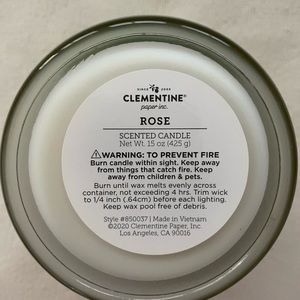 SINCE 2003
CLEMENTINE®
paper inc.
ROSE
SCENTED CANDLE
Net Wt. 15 oz (425 g)
⚠WARNING: TO PREVENT FIRE
Burn candle within sight. Keep away
from things that catch fire. Keep
away from children & pets.
Burn until wax melts evenly across
container, not exceeding 4 hrs. Trim wick
to 1/4 inch (.64cm) before each lighting.
Keep wax pool free of debris.
Style #850037 | Made in Vietnam
©2020 Clementine Paper, Inc.
Los Angeles, CA 90016